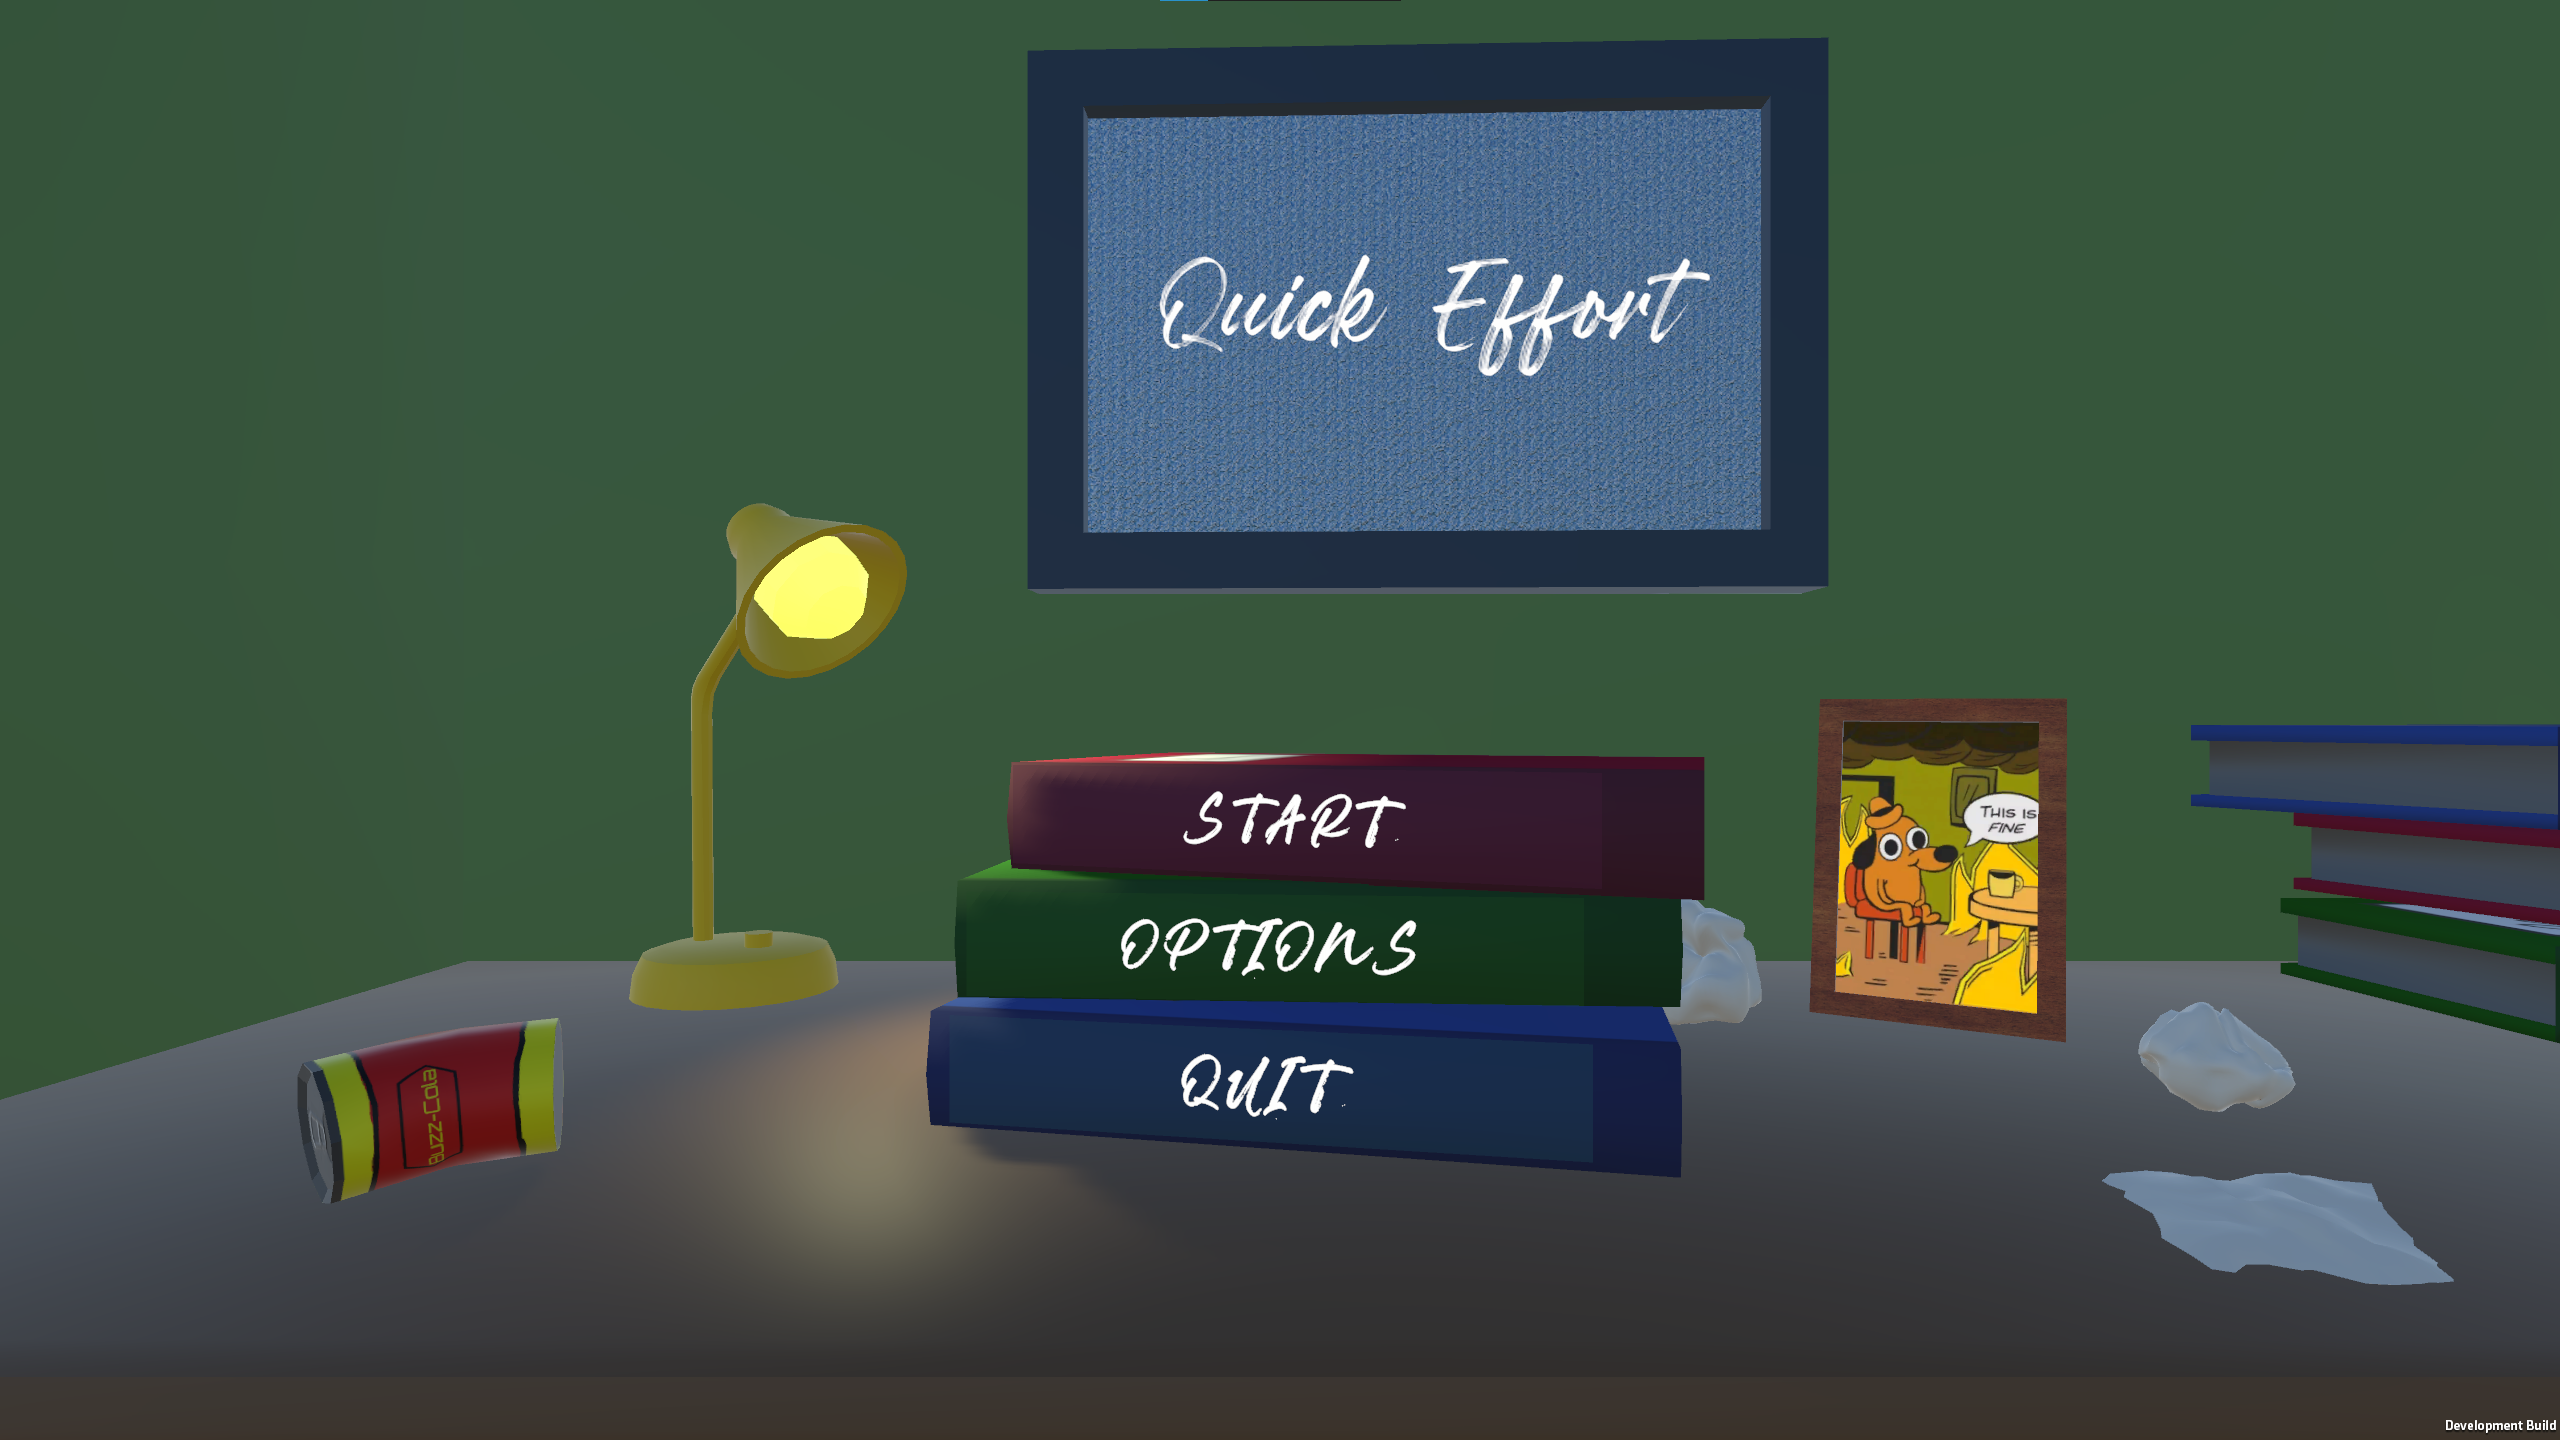 Quick Effort
START
OPTIONS
QUIT
THIS IS
FINE
Buzz-Cola
Development Build